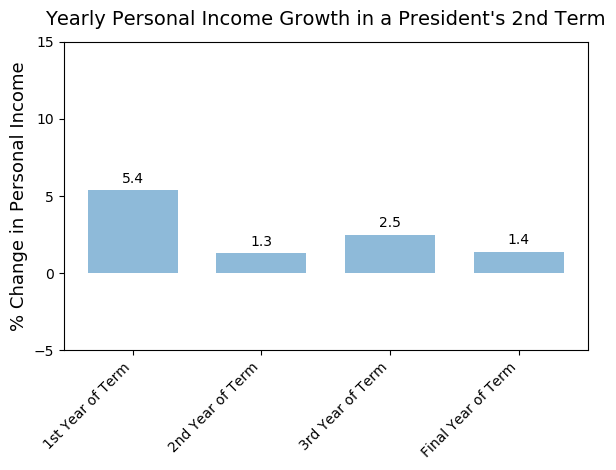 Yearly Personal Income Growth in a President's 2nd Term
% Change in Personal Income
15
10
5
0
−5
5.4
1.3
2.5
1.4
1st Year of Term
2nd Year of Term
3rd Year of Term
Final Year of Term